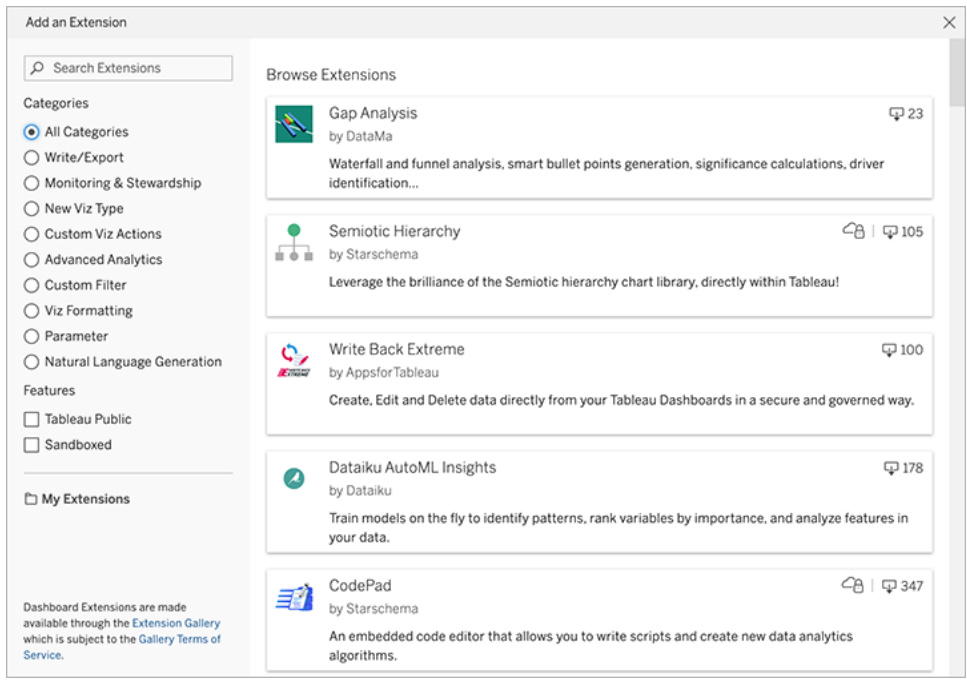 Add an Extension
Search Extensions
Categories
All Categories
Write/Export
Monitoring & Stewardship
New Viz Type
Custom Viz Actions
Advanced Analytics
Custom Filter
Viz Formatting
Parameter
Natural Language Generation
Features
Tableau Public
Sandboxed
My Extensions
Dashboard Extensions are made
available through the Extension Gallery
which is subject to the Gallery Terms of
Service.
Browse Extensions
Gap Analysis 23
by DataMa
Waterfall and funnel analysis, smart bullet points generation, significance calculations, driver
identification...
Semiotic Hierarchy 105
by Starschema
Leverage the brilliance of the Semiotic hierarchy chart library, directly within Tableau!
Write Back Extreme 100
by AppsforTableau
Create, Edit and Delete data directly from your Tableau Dashboards in a secure and governed way.
Dataiku AutoML Insights 178
by Dataiku
Train models on the fly to identify patterns, rank variables by importance, and analyze features in
your data.
CodePad 347
by Starschema
An embedded code editor that allows you to write scripts and create new data analytics
algorithms.